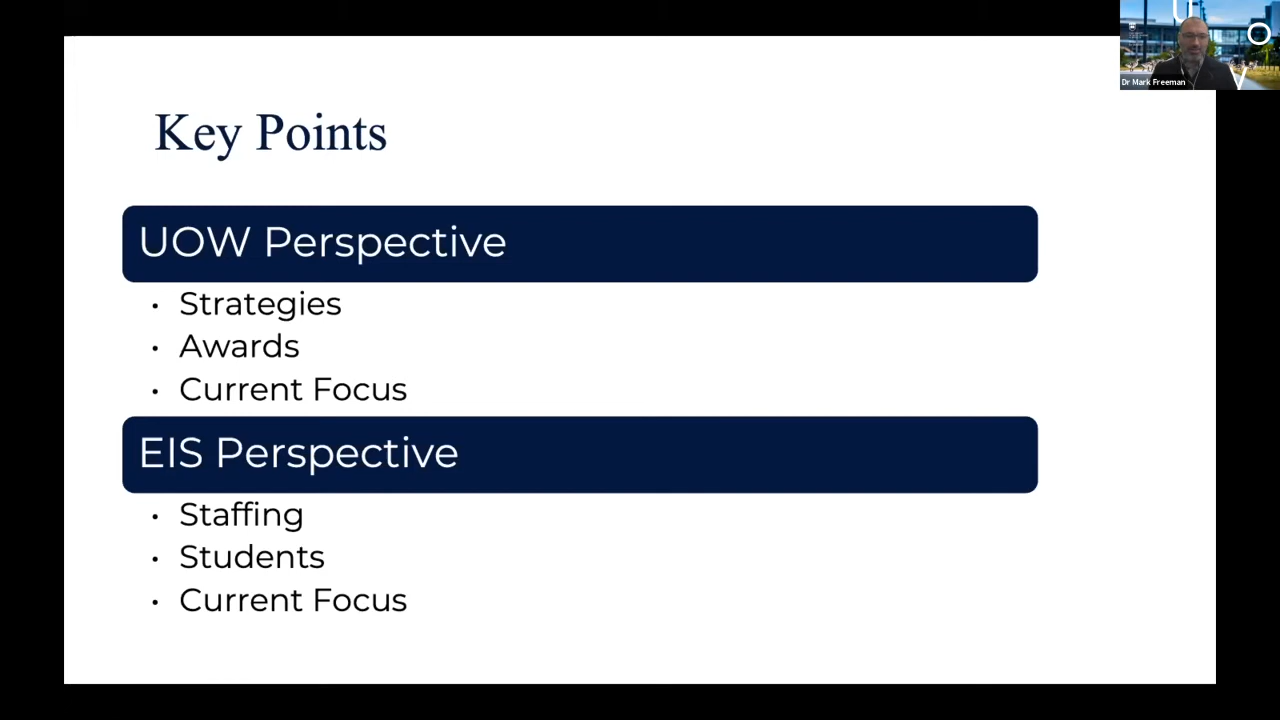 Key Points
UOW Perspective
• Strategies
• Awards
• Current Focus
EIS Perspective
• Staffing
• Students
• Current Focus
Dr Mark Freeman